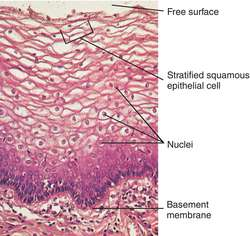 Free surface
Stratified squamous
epithelial cell
Nuclei
Basement
membrane